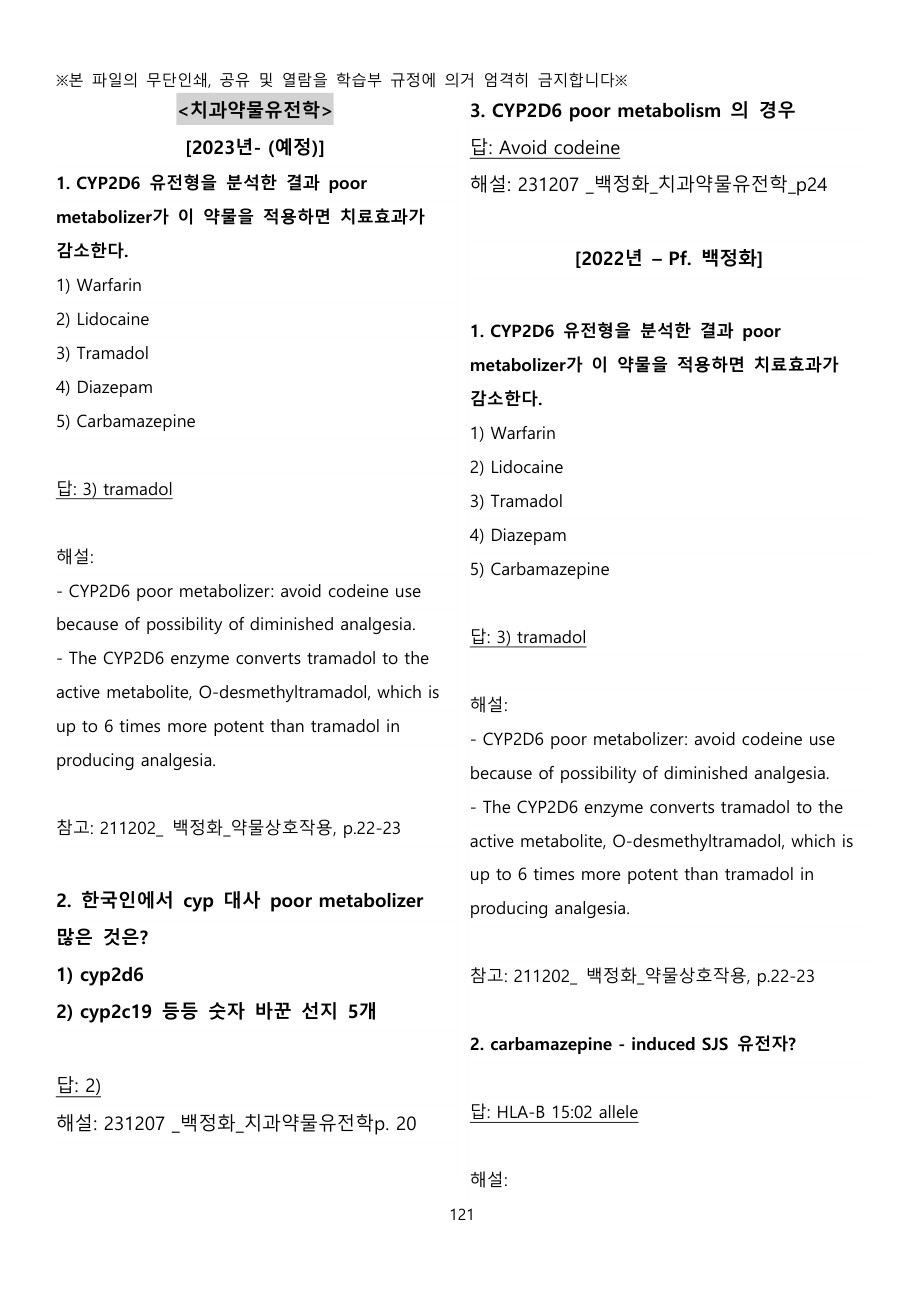 ※본 파일의 무단인쇄, 공유 및 열람을 학습부 규정에 의거 엄격히 금지합니다※
<치과약물유전학>
[2023년- (예정)]
1. CYP2D6 유전형을 분석한 결과 poor
metabolizer가 이 약물을 적용하면 치료효과가
감소한다.
1) Warfarin
2) Lidocaine
3) Tramadol
4) Diazepam
5) Carbamazepine
답: 3) tramadol
해설:
- CYP2D6 poor metabolizer: avoid codeine use
because of possibility of diminished analgesia.
- The CYP2D6 enzyme converts tramadol to the
active metabolite, O-desmethyltramadol, which is
up to 6 times more potent than tramadol in
producing analgesia.
참고: 211202_ 백정화_약물상호작용, p.22-23
2. 한국인에서 cyp 대사 poor metabolizer
많은 것은?
1) cyp2d6
2) cyp2c19 등등 숫자 바꾼 선지 5개
답: 2)
해설: 231207 _백정화_치과약물유전학p. 20
3. CYP2D6 poor metabolism 의 경우
답: Avoid codeine
해설: 231207 _백정화_치과약물유전학_p24
[2022년 – Pf. 백정화]
1. CYP2D6 유전형을 분석한 결과 poor
metabolizer가 이 약물을 적용하면 치료효과가
감소한다.
1) Warfarin
2) Lidocaine
3) Tramadol
4) Diazepam
5) Carbamazepine
답: 3) tramadol
해설:
- CYP2D6 poor metabolizer: avoid codeine use
because of possibility of diminished analgesia.
- The CYP2D6 enzyme converts tramadol to the
active metabolite, O-desmethyltramadol, which is
up to 6 times more potent than tramadol in
producing analgesia.
참고: 211202_ 백정화_약물상호작용, p.22-23
2. carbamazepine - induced SJS 유전자?
답: HLA-B 15:02 allele
해설:
121